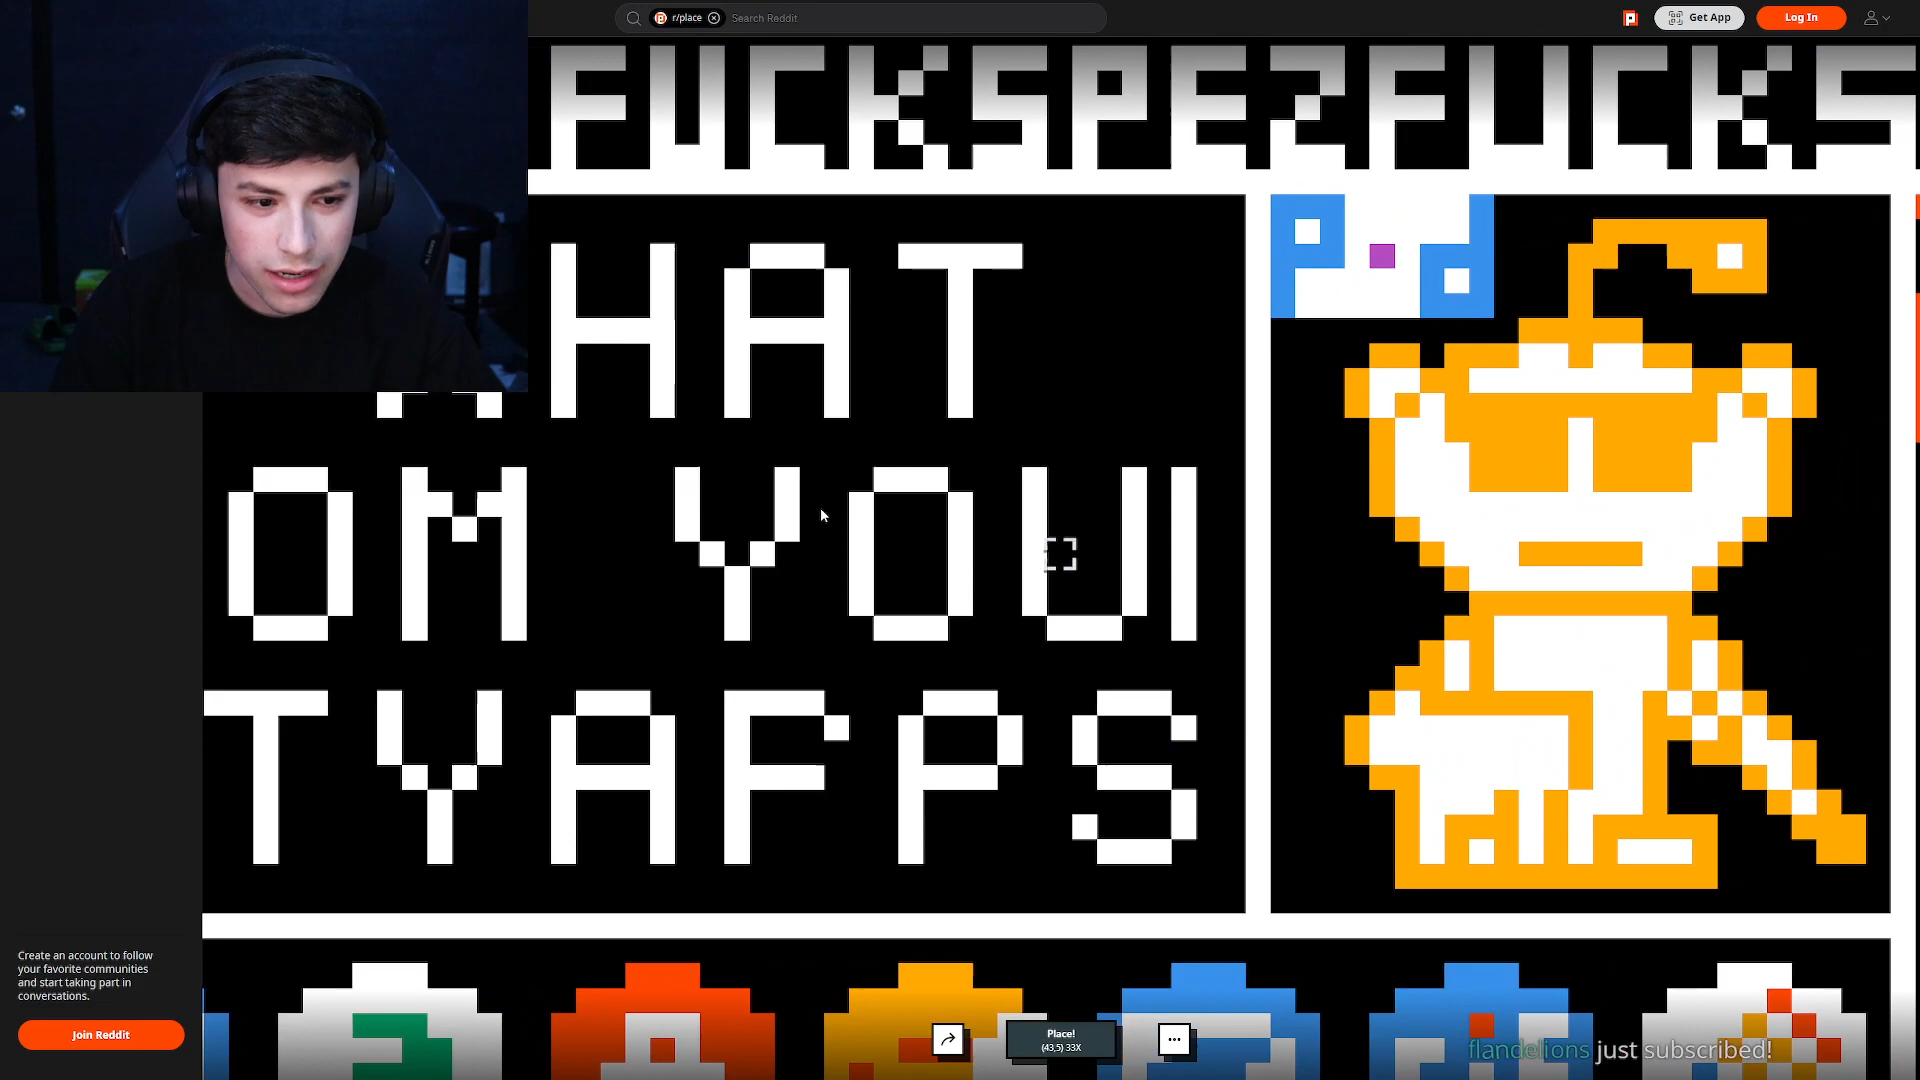 r/place Search Reddit Get App Log In
FUCKSPEZFUCKS
P d
HAT
OM YOU
TYAFPS
Create an account to follow
your favorite communities
and start taking part in
conversations.
Join Reddit
Place!
(43,5) 33X
flandelions just subscribed!